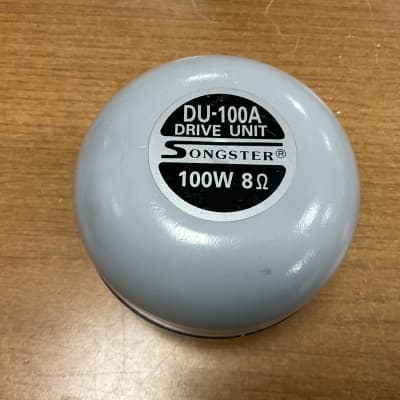 DU-100A
DRIVE UNIT
SONGSTER®
100W 8Ω